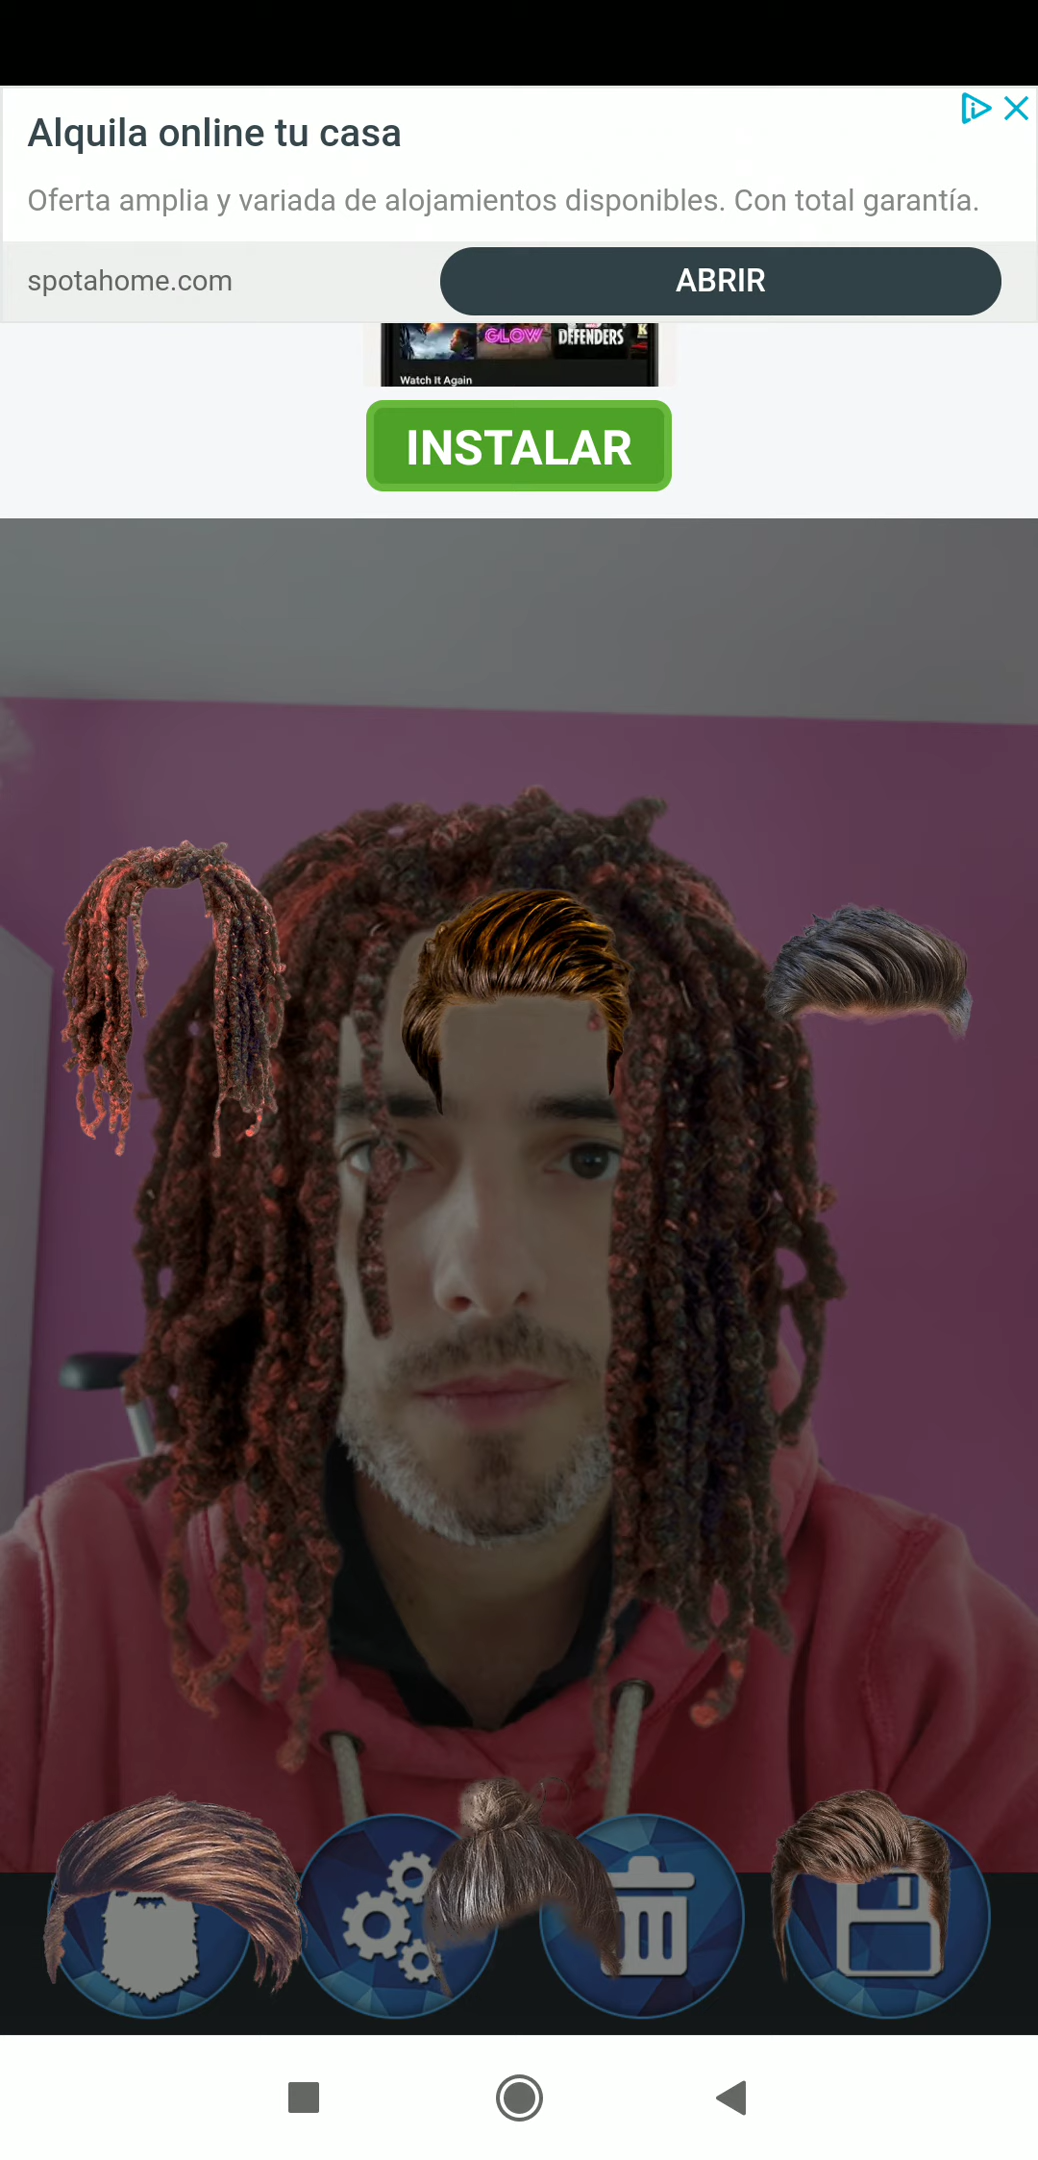 Alquila online tu casa
Oferta amplia y variada de alojamientos disponibles. Con total garantía.
spotahome.com
ABRIR
GLOW
DEFENDERS
K
Watch It Again
INSTALAR